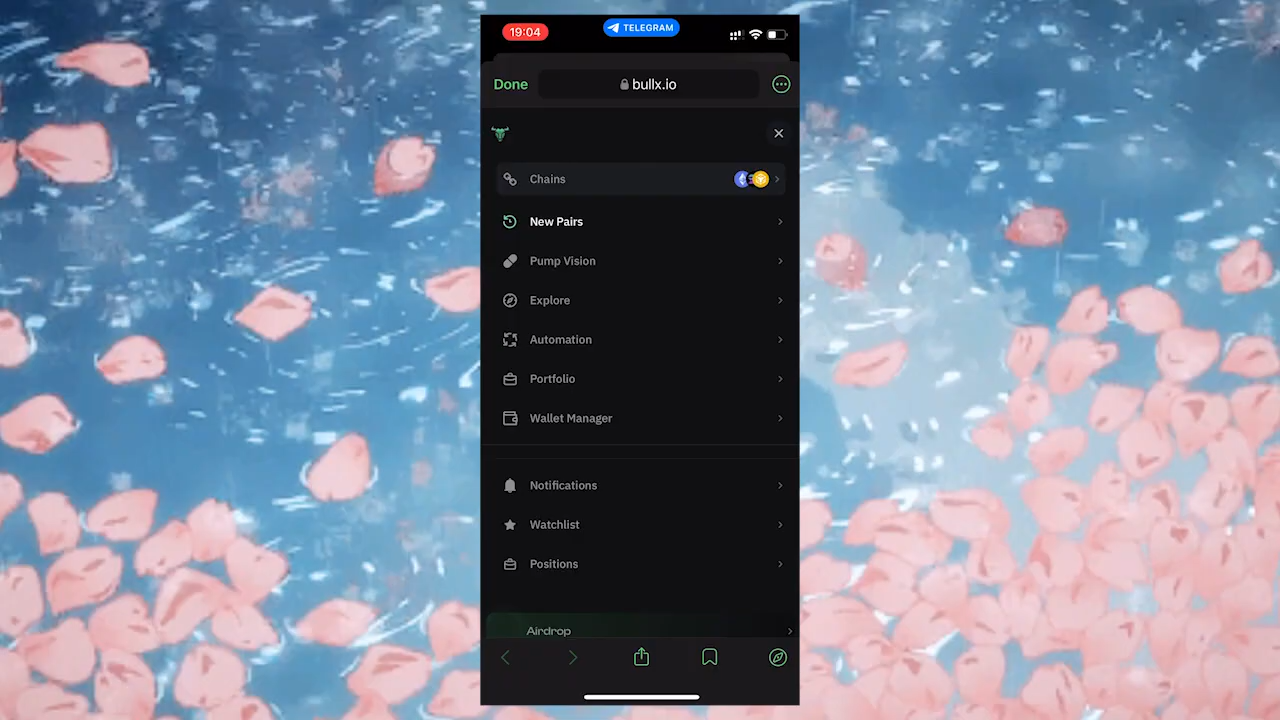 19:04
TELEGRAM
Done
bullx.io
Chains
New Pairs
Pump Vision
Explore
Automation
Portfolio
Wallet Manager
Notifications
Watchlist
Positions
Airdrop